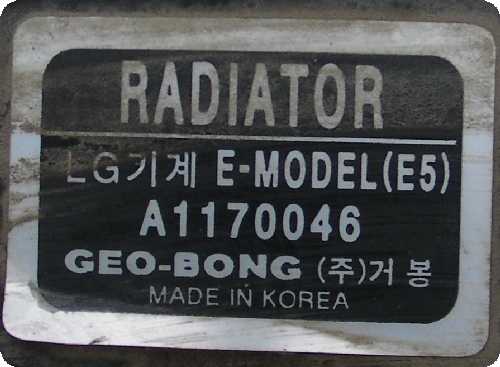 RADIATOR
LG기계 E-MODEL(E5)
A1170046
GEO-BONG (주)거봉
MADE IN KOREA